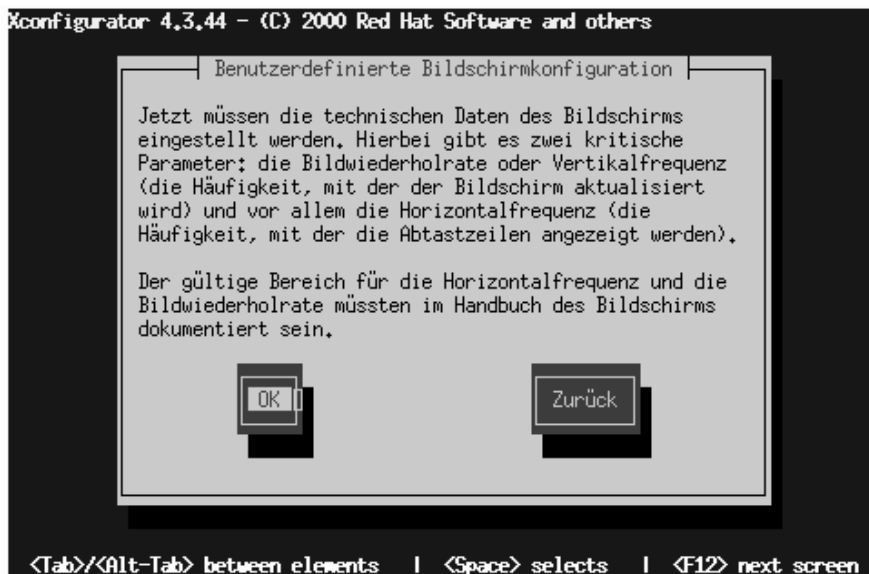 Xconfigurator 4.3.44 - (C) 2000 Red Hat Software and others
Benutzerdefinierte Bildschirmkonfiguration
Jetzt müssen die technischen Daten des Bildschirms
eingestellt werden. Hierbei gibt es zwei kritische
Parameter: die Bildwiederholrate oder Vertikalfrequenz
(die Häufigkeit, mit der der Bildschirm aktualisiert
wird) und vor allem die Horizontalfrequenz (die
Häufigkeit, mit der die Abtastzeilen angezeigt werden).
Der gültige Bereich für die Horizontalfrequenz und die
Bildwiederholrate müssten im Handbuch des Bildschirms
dokumentiert sein.
OK Zurück
<Tab>/<Alt-Tab> between elements | <Space> selects | <F12> next screen